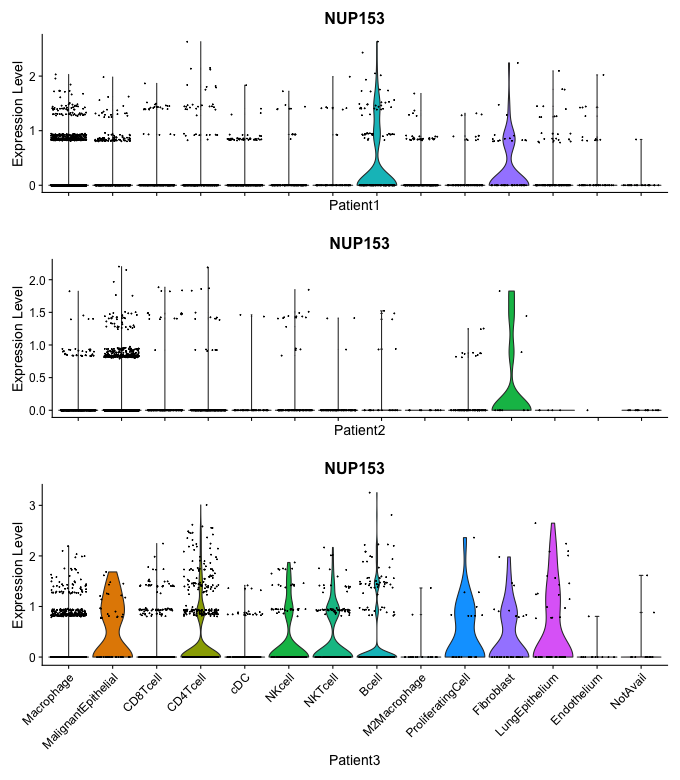 NUP153
Expression Level
2
1
0
Patient1
NUP153
Expression Level
2.0
1.5
1.0
0.5
0.0
Patient2
NUP153
Expression Level
3
2
1
0
Macrophage
MalignantEpithelial
CD8Tcell
CD4Tcell
cDC
NKcell
NKTcell
Bcell
M2Macrophage
ProliferatingCell
Fibroblast
LungEpithelium
Endothelium
NotAvail
Patient3